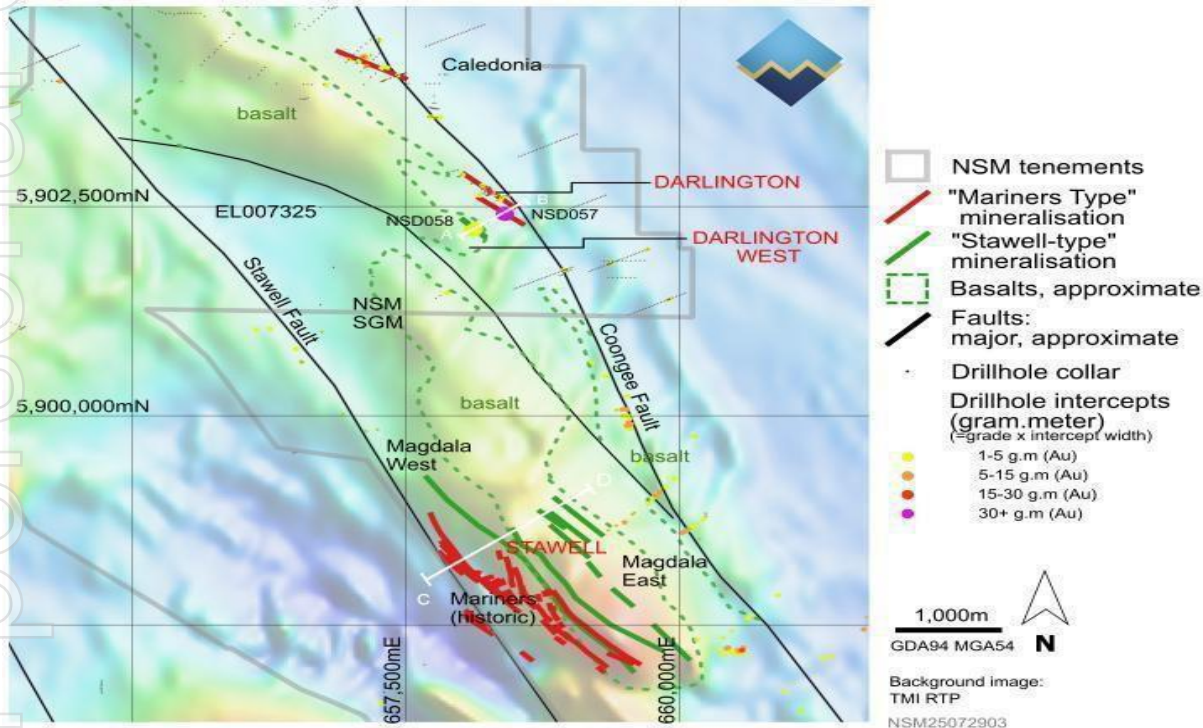 Caledonia
basalt
5,902,500mN
DARLINGTON
EL007325
B
NSD058
NSD057
A
DARLINGTON
WEST
Stawell Fault
NSM
SGM
Coongee Fault
5,900,000mN
basalt
Magdala
West
basalt
D
STAWELL
Magdala
East
C
Mariners
(historic)
657,500mE
660,000mE
NSM tenements
"Mariners Type"
mineralisation
"Stawell-type"
mineralisation
Basalts, approximate
Faults:
major, approximate
Drillhole collar
Drillhole intercepts
(gram.meter)
(=grade x intercept width)
1-5 g.m (Au)
5-15 g.m (Au)
15-30 g.m (Au)
30+ g.m (Au)
1,000m
GDA94 MGA54
N
Background image:
TMI RTP
NSM25072903